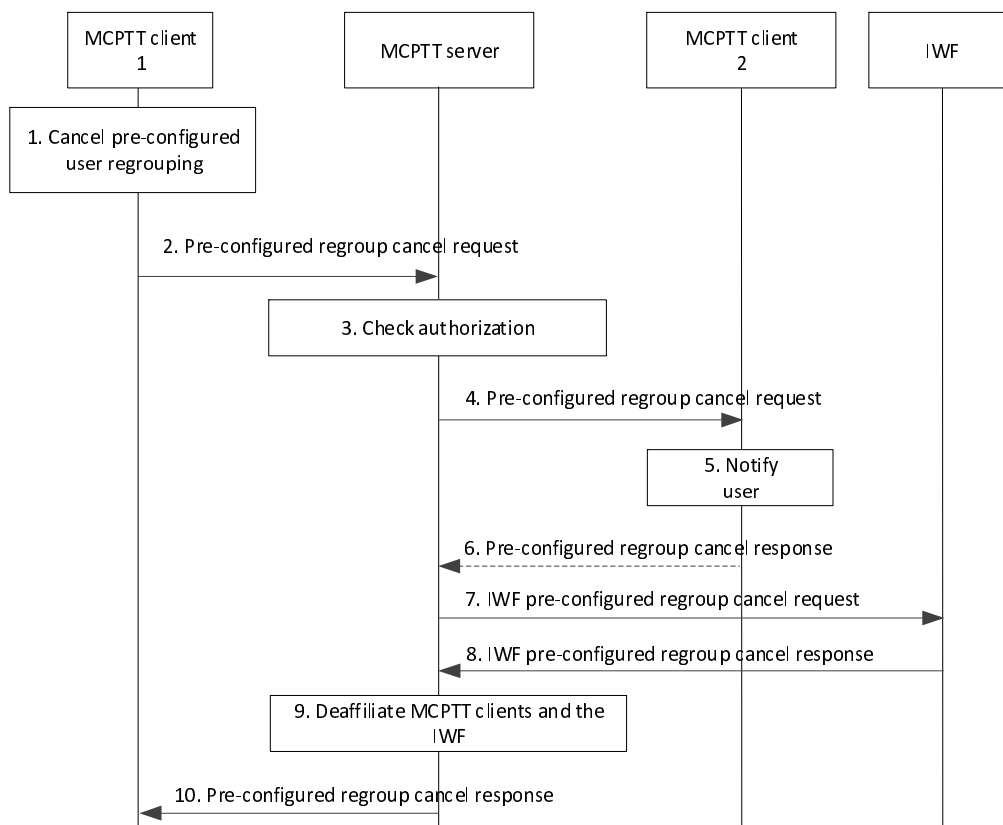 MCPTT client
1
MCPTT server
MCPTT client
2
IWF
1. Cancel pre-configured
user regrouping
2. Pre-configured regroup cancel request
3. Check authorization
4. Pre-configured regroup cancel request
5. Notify
user
6. Pre-configured regroup cancel response
7. IWF pre-configured regroup cancel request
8. IWF pre-configured regroup cancel response
9. Deaffiliate MCPTT clients and the
IWF
10. Pre-configured regroup cancel response